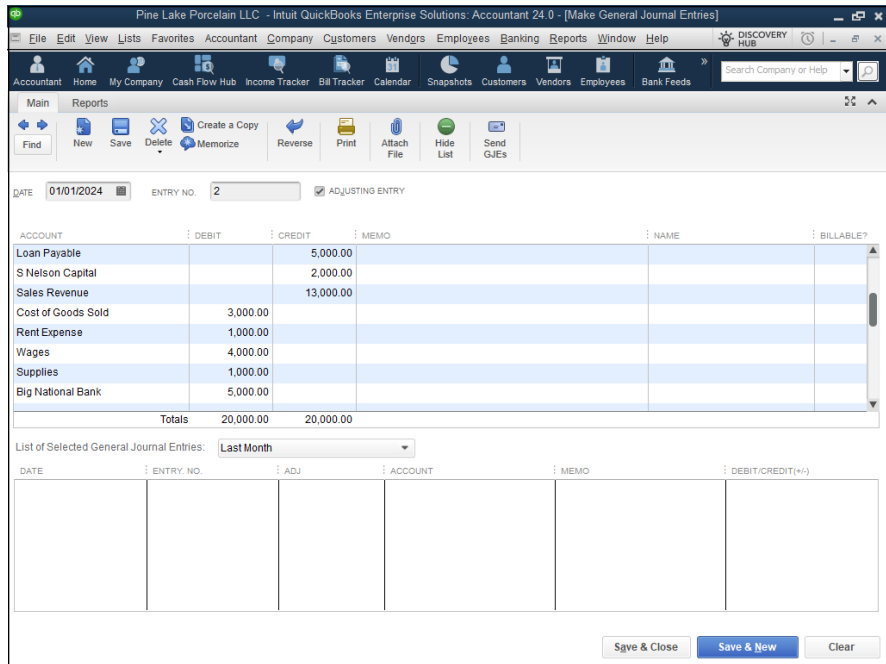 qb Pine Lake Porcelain LLC - Intuit QuickBooks Enterprise Solutions: Accountant 24.0 - [Make General Journal Entries]
File Edit View Lists Favorites Accountant Company Customers Vendors Employees Banking Reports Window Help DISCOVERY HUB
Accountant Home My Company Cash Flow Hub Income Tracker Bill Tracker Calendar Snapshots Customers Vendors Employees Bank Feeds » Search Company or Help
Main Reports
Find New Save Delete Create a Copy Memorize Reverse Print Attach File Hide List Send GJEs
DATE 01/01/2024 ENTRY NO. 2 ADJUSTING ENTRY
ACCOUNT DEBIT CREDIT MEMO NAME BILLABLE?
Loan Payable 5,000.00
S Nelson Capital 2,000.00
Sales Revenue 13,000.00
Cost of Goods Sold 3,000.00
Rent Expense 1,000.00
Wages 4,000.00
Supplies 1,000.00
Big National Bank 5,000.00
Totals 20,000.00 20,000.00
List of Selected General Journal Entries: Last Month
DATE ENTRY. NO. ADJ ACCOUNT MEMO DEBIT/CREDIT(+/-)
Save & Close Save & New Clear